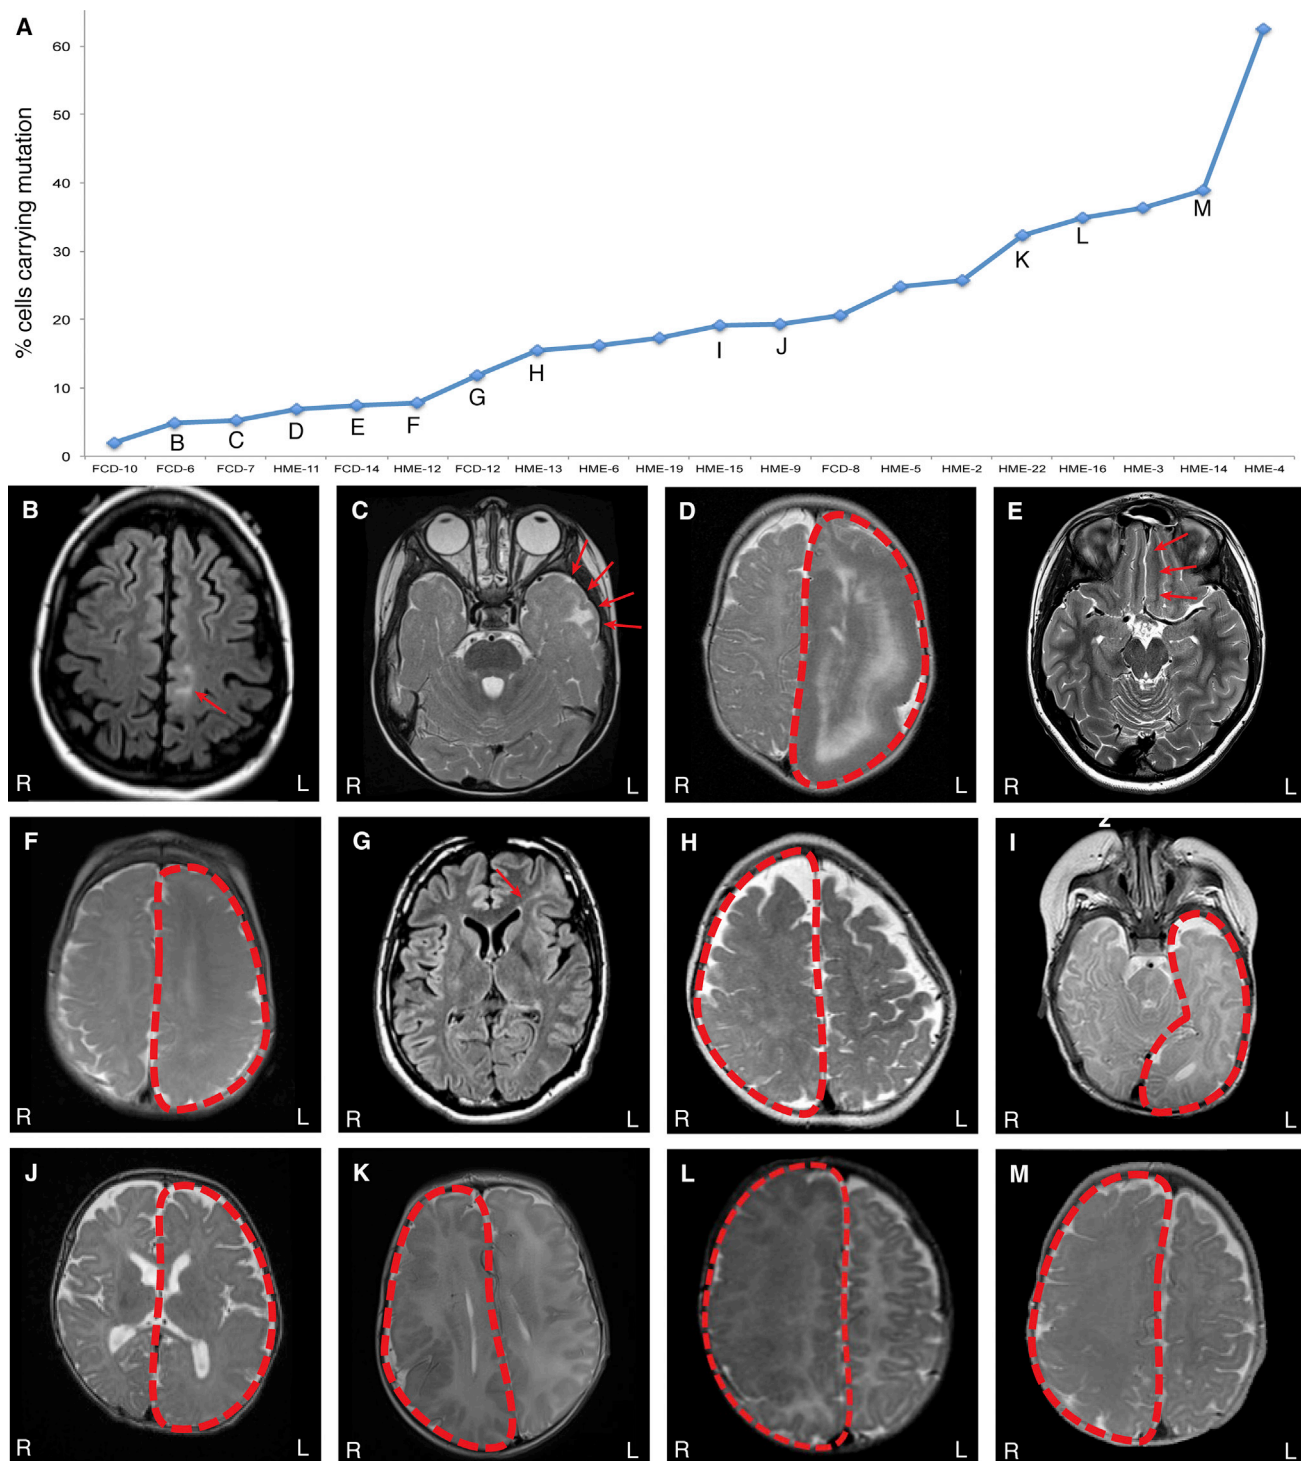 A
% cells carrying mutation
60
50
40
30
20
10
0
B C D E F G H I J K L M
FCD-10 FCD-6 FCD-7 HME-11 FCD-14 HME-12 FCD-12 HME-13 HME-6 HME-19 HME-15 HME-9 FCD-8 HME-5 HME-2 HME-22 HME-16 HME-3 HME-14 HME-4
B C D E
R L R L R L R L
F G H I 2
R L R L R L R L
J K L M
R L R L R L R L